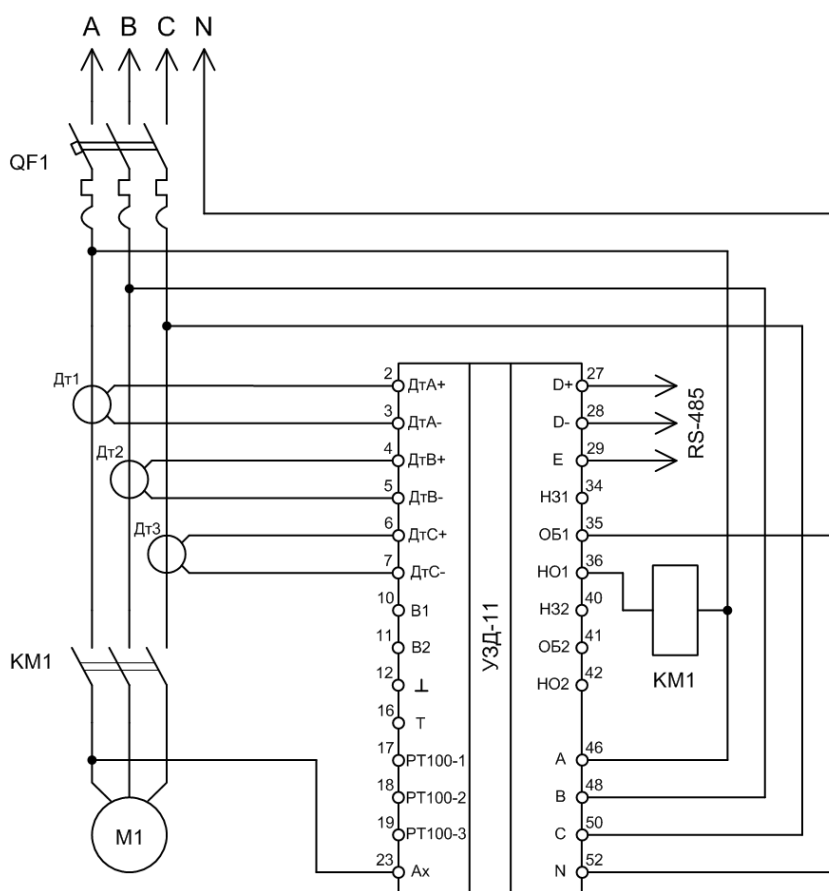 A B C N
QF1
Дт1
2 ДтА+
3 ДтА-
Дт2
4 ДтВ+
5 ДтВ-
Дт3
6 ДтС+
7 ДтС-
10 В1
11 В2
12 ⊥
16 Т
17 РТ100-1
18 РТ100-2
19 РТ100-3
23 Ах
УЗД-11
D+ 27
D- 28
E 29
RS-485
НЗ1 34
ОБ1 35
НО1 36
НЗ2 40
ОБ2 41
НО2 42
KM1
A 46
B 48
C 50
N 52
KM1
M1